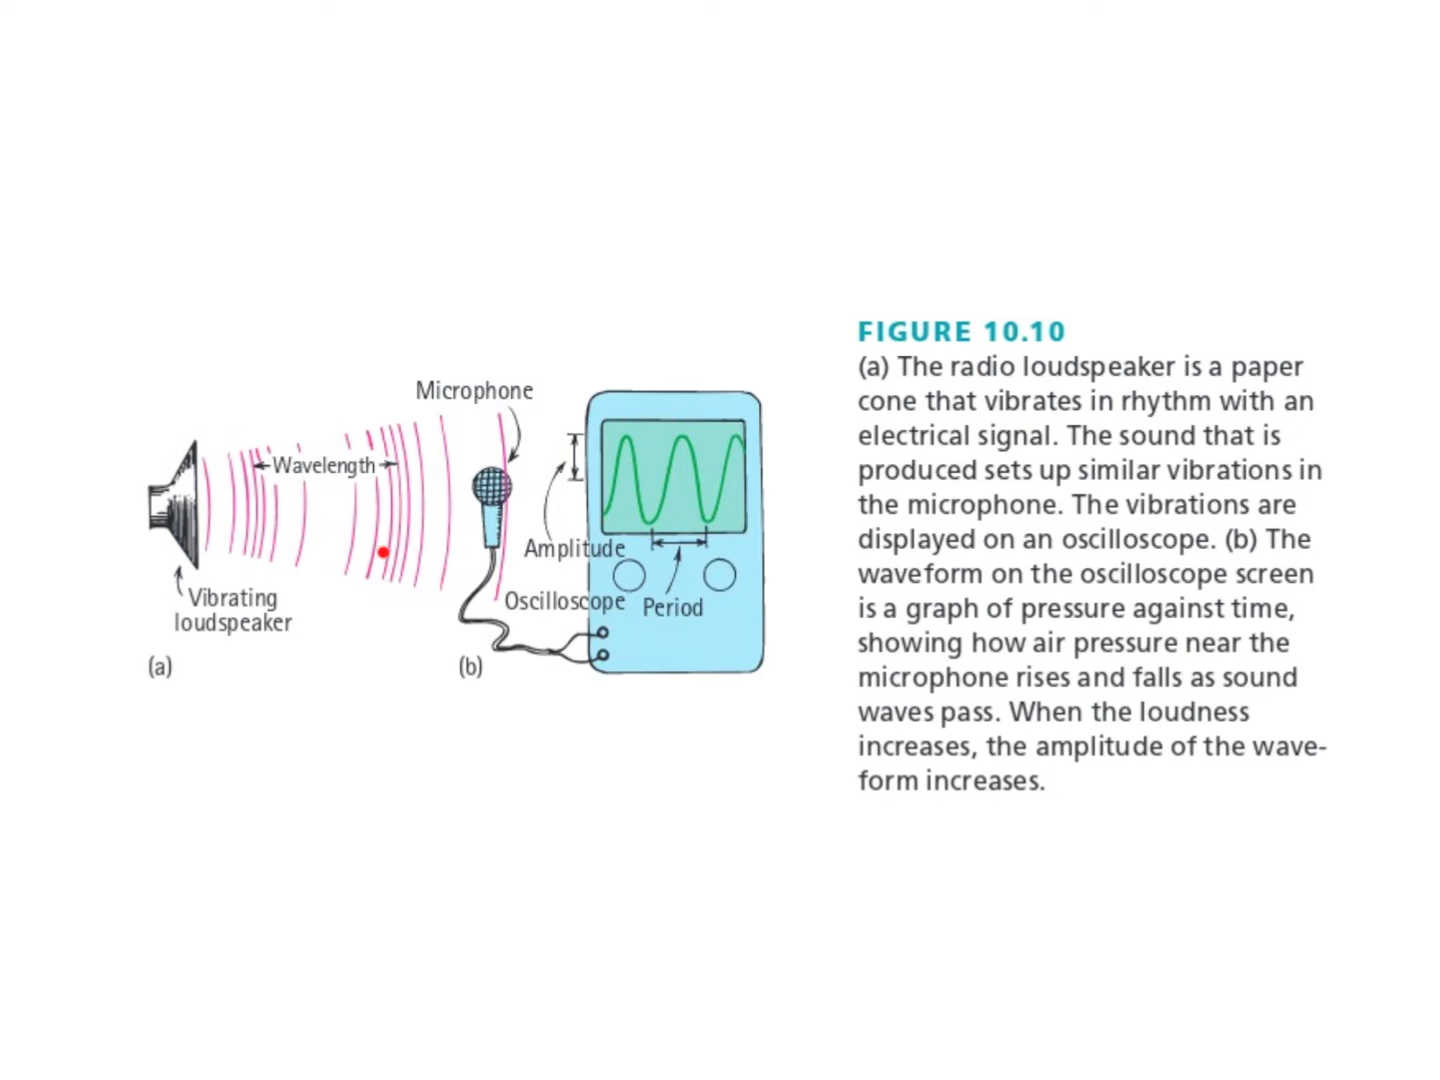 Microphone
Wavelength
Amplitude
Vibrating
loudspeaker
Oscilloscope
Period
(a)
(b)
FIGURE 10.10
(a) The radio loudspeaker is a paper
cone that vibrates in rhythm with an
electrical signal. The sound that is
produced sets up similar vibrations in
the microphone. The vibrations are
displayed on an oscilloscope. (b) The
waveform on the oscilloscope screen
is a graph of pressure against time,
showing how air pressure near the
microphone rises and falls as sound
waves pass. When the loudness
increases, the amplitude of the wave-
form increases.